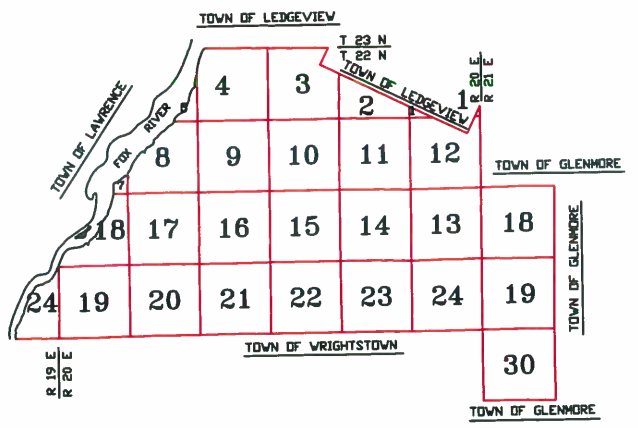 TOWN OF LEDGEVIEW
T 23 N
T 22 N
TOWN OF LEDGEVIEW
R 20 E
R 21 E
TOWN OF LAWRENCE
FOX RIVER
4 3 2 1 1
8 9 10 11 12
TOWN OF GLENMORE
7
18 17 16 15 14 13 18
TOWN OF GLENMORE
24 19 20 21 22 23 24 19
R 19 E
R 20 E
TOWN OF WRIGHTSTOWN
30
TOWN OF GLENMORE